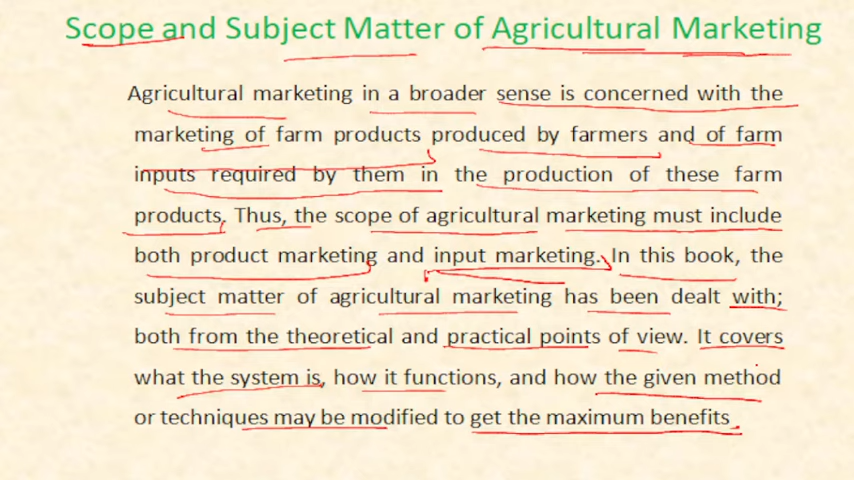 Scope and Subject Matter of Agricultural Marketing
Agricultural marketing in a broader sense is concerned with the
marketing of farm products produced by farmers and of farm
inputs required by them in the production of these farm
products. Thus, the scope of agricultural marketing must include
both product marketing and input marketing. In this book, the
subject matter of agricultural marketing has been dealt with;
both from the theoretical and practical points of view. It covers
what the system is, how it functions, and how the given method
or techniques may be modified to get the maximum benefits.